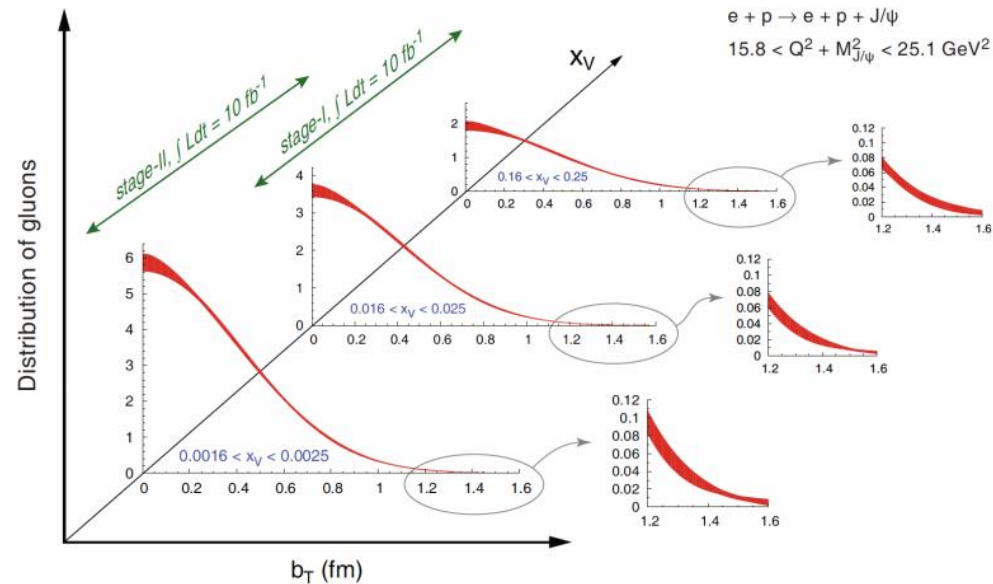 e + p → e + p + J/ψ
15.8 < Q² + M²J/ψ < 25.1 GeV²
stage-II, ∫ Ldt = 10 fb⁻¹
stage-I, ∫ Ldt = 10 fb⁻¹
xV
Distribution of gluons
2
1
0
0.16 < xV < 0.25
0 0.2 0.4 0.6 0.8 1 1.2 1.4 1.6
0.12
0.1
0.08
0.06
0.04
0.02
0
1.2 1.4 1.6
4
3
2
1
0
0.016 < xV < 0.025
0 0.2 0.4 0.6 0.8 1 1.2 1.4 1.6
0.12
0.1
0.08
0.06
0.04
0.02
0
1.2 1.4 1.6
6
5
4
3
2
1
0
0.0016 < xV < 0.0025
0 0.2 0.4 0.6 0.8 1 1.2 1.4 1.6
0.12
0.1
0.08
0.06
0.04
0.02
0
1.2 1.4 1.6
bT (fm)